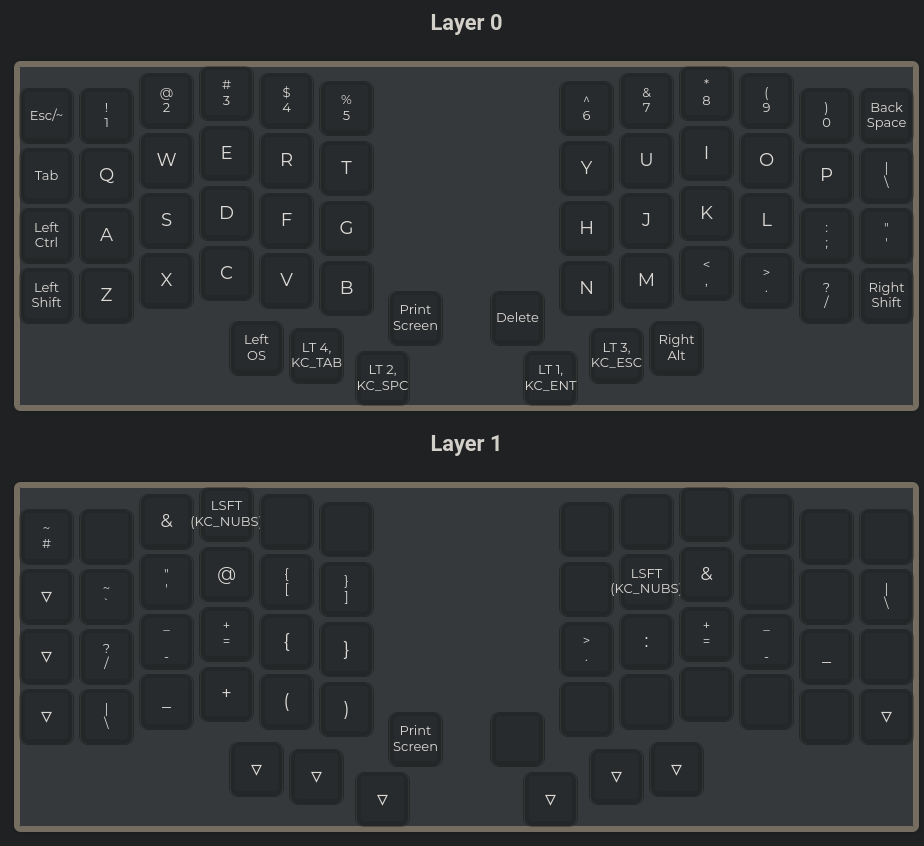 Layer 0
Esc/~
!
1
@
2
#
3
$
4
%
5
^
6
&
7
*
8
(
9
)
0
Back
Space
Tab
Q
W
E
R
T
Y
U
I
O
P
|
\
Left
Ctrl
A
S
D
F
G
H
J
K
L
:
;
"
'
Left
Shift
Z
X
C
V
B
N
M
<
,
>
.
?
/
Right
Shift
Print
Screen
Delete
Left
OS
LT 4,
KC_TAB
LT 2,
KC_SPC
LT 1,
KC_ENT
LT 3,
KC_ESC
Right
Alt
Layer 1
~
#
&
LSFT
(KC_NUBS)
▽
~
`
"
'
@
{
[
}
]
LSFT
(KC_NUBS)
&
|
\
▽
?
/
_
-
+
=
{
}
>
.
:
+
=
_
-
_
▽
|
\
_
+
(
)
▽
Print
Screen
▽
▽
▽
▽
▽
▽